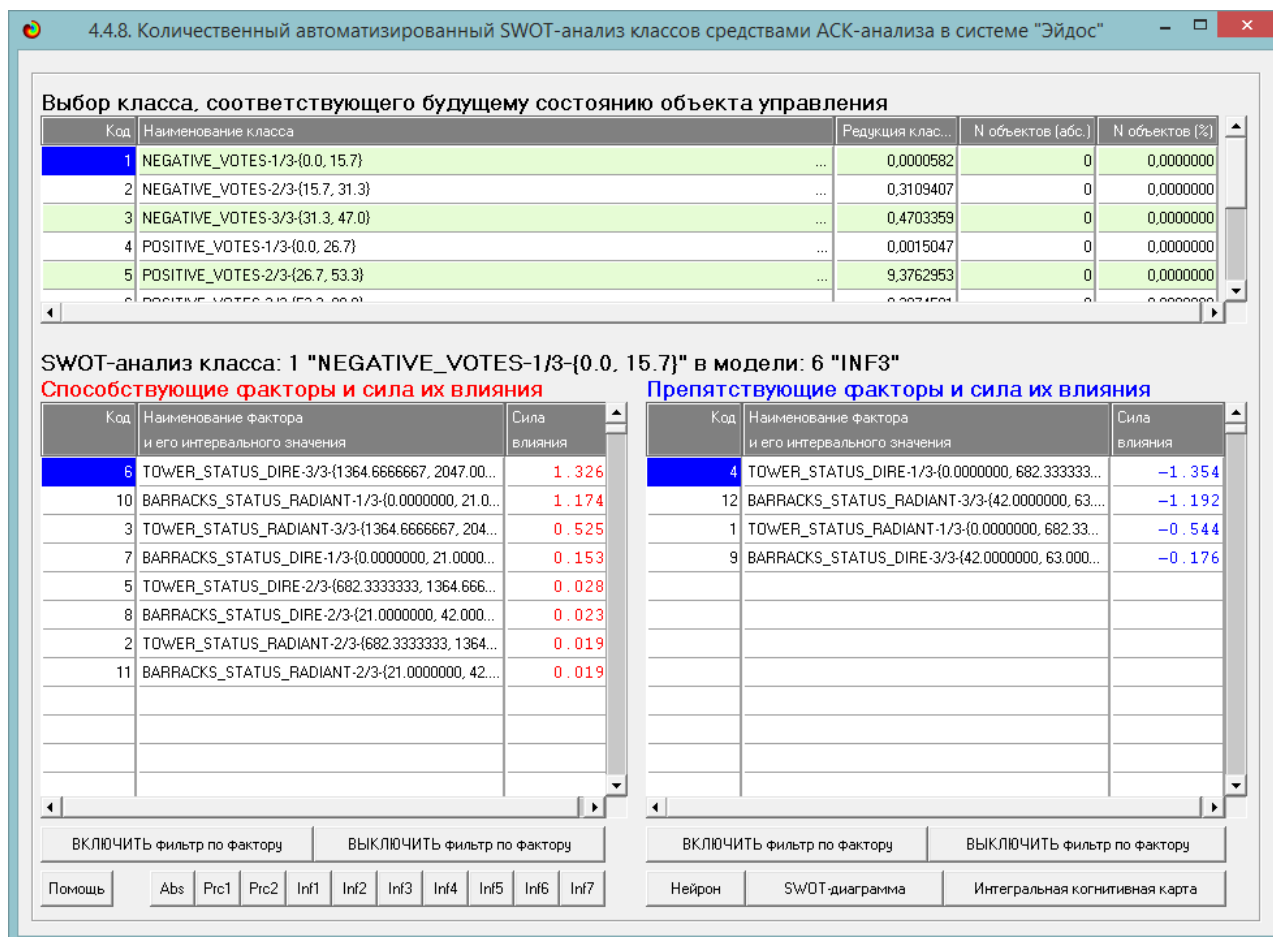 4.4.8. Количественный автоматизированный SWOT-анализ классов средствами АСК-анализа в системе "Эйдос"
Выбор класса, соответствующего будущему состоянию объекта управления
Код Наименование класса Редукция клас... N объектов (абс.) N объектов (%)
1 NEGATIVE_VOTES-1/3-{0.0, 15.7} ... 0,0000582 0 0,0000000
2 NEGATIVE_VOTES-2/3-{15.7, 31.3} ... 0,3109407 0 0,0000000
3 NEGATIVE_VOTES-3/3-{31.3, 47.0} ... 0,4703359 0 0,0000000
4 POSITIVE_VOTES-1/3-{0.0, 26.7} ... 0,0015047 0 0,0000000
5 POSITIVE_VOTES-2/3-{26.7, 53.3} ... 9,3762953 0 0,0000000
SWOT-анализ класса: 1 "NEGATIVE_VOTES-1/3-{0.0, 15.7}" в модели: 6 "INF3"
Способствующие факторы и сила их влияния
Код Наименование фактора Сила
и его интервального значения влияния
6 TOWER_STATUS_DIRE-3/3-{1364.6666667, 2047.00... 1.326
10 BARRACKS_STATUS_RADIANT-1/3-{0.0000000, 21.0... 1.174
3 TOWER_STATUS_RADIANT-3/3-{1364.6666667, 204... 0.525
7 BARRACKS_STATUS_DIRE-1/3-{0.0000000, 21.0000... 0.153
5 TOWER_STATUS_DIRE-2/3-{682.3333333, 1364.666... 0.028
8 BARRACKS_STATUS_DIRE-2/3-{21.0000000, 42.000... 0.023
2 TOWER_STATUS_RADIANT-2/3-{682.3333333, 1364... 0.019
11 BARRACKS_STATUS_RADIANT-2/3-{21.0000000, 42.... 0.019
Препятствующие факторы и сила их влияния
Код Наименование фактора Сила
и его интервального значения влияния
4 TOWER_STATUS_DIRE-1/3-{0.0000000, 682.333333... -1.354
12 BARRACKS_STATUS_RADIANT-3/3-{42.0000000, 63.... -1.192
1 TOWER_STATUS_RADIANT-1/3-{0.0000000, 682.33... -0.544
9 BARRACKS_STATUS_DIRE-3/3-{42.0000000, 63.000... -0.176
ВКЛЮЧИТЬ фильтр по фактору ВЫКЛЮЧИТЬ фильтр по фактору
ВКЛЮЧИТЬ фильтр по фактору ВЫКЛЮЧИТЬ фильтр по фактору
Помощь Abs Prc1 Prc2 Inf1 Inf2 Inf3 Inf4 Inf5 Inf6 Inf7
Нейрон SWOT-диаграмма Интегральная когнитивная карта